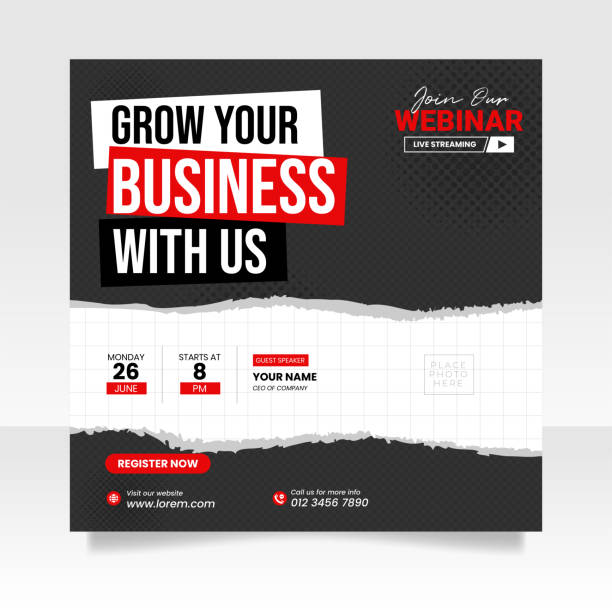 GROW YOUR
BUSINESS
WITH US
Join Our
WEBINAR
LIVE STREAMING
MONDAY
26
JUNE
STARTS AT
8
PM
GUEST SPEAKER
YOUR NAME
CEO OF COMPANY
PLACE
PHOTO
HERE
REGISTER NOW
Visit our website
www.lorem.com
Call us for more info
012 3456 7890